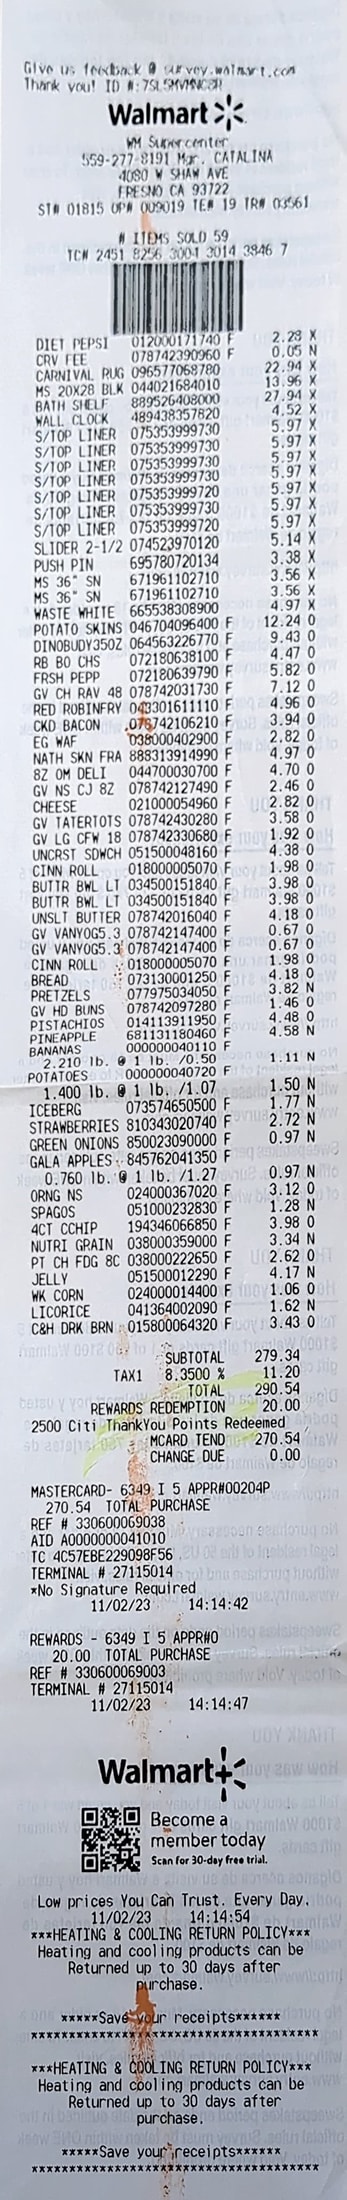 Give us feedback @ survey.walmart.com
Thank you! ID #:7SL5MVMNC3R
Walmart
WM Supercenter
559-277-8191 Mgr. CATALINA
4080 W SHAW AVE
FRESNO CA 93722
ST# 01815 OP# 009019 TE# 19 TR# 03561
# ITEMS SOLD 59
TC# 2451 8256 3004 3014 3846 7
DIET PEPSI 012000171740 F 2.28 X
CRV FEE 078742390960 F 0.05 N
CARNIVAL RUG 096577068780 22.94 X
MS 20X28 BLK 044021684010 13.96 X
BATH SHELF 889526408000 27.94 X
WALL CLOCK 489438357820 4.52 X
S/TOP LINER 075353999730 5.97 X
S/TOP LINER 075353999730 5.97 X
S/TOP LINER 075353999730 5.97 X
S/TOP LINER 075353999730 5.97 X
S/TOP LINER 075353999720 5.97 X
S/TOP LINER 075353999730 5.97 X
S/TOP LINER 075353999720 5.97 X
SLIDER 2-1/2 074523970120 5.14 X
PUSH PIN 695780720134 3.38 X
MS 36" SN 671961102710 3.56 X
MS 36" SN 671961102710 3.56 X
WASTE WHITE 665538308900 4.97 X
POTATO SKINS 046704096400 F 12.24 O
DINOBUDY350Z 064563226770 F 9.43 O
RB BO CHS 072180638100 F 4.47 O
FRSH PEPP 072180639790 F 5.82 O
GV CH RAV 48 078742031730 F 7.12 O
RED ROBINFRY 043301611110 F 4.96 O
CKD BACON 078742106210 F 3.94 O
EG WAF 038000402900 F 2.82 O
NATH SKN FRA 888313914990 F 4.97 O
8Z OM DELI 044700030700 F 4.70 O
GV NS CJ 8Z 078742127490 F 2.46 O
CHEESE 021000054960 F 2.82 O
GV TATERTOTS 078742430280 F 3.58 O
GV LG CFW 18 078742330680 F 1.92 O
UNCRST SDWCH 051500048160 F 4.38 O
CINN ROLL 018000005070 F 1.98 O
BUTTR BWL LT 034500151840 F 3.98 O
BUTTR BWL LT 034500151840 F 3.98 O
UNSLT BUTTER 078742016040 F 4.18 O
GV VANYOG5.3 078742147400 F 0.67 O
GV VANYOG5.3 078742147400 F 0.67 O
CINN ROLL 018000005070 F 1.98 O
BREAD 073130001250 F 4.18 O
PRETZELS 077975034050 F 3.82 N
GV HD BUNS 078742097280 F 1.46 O
PISTACHIOS 014113911950 F 4.48 O
PINEAPPLE 681131180460 F 4.58 N
BANANAS 000000040110 F
2.210 lb. @ 1 lb. /0.50 1.11 N
POTATOES 000000040720 F
1.400 lb. @ 1 lb. /1.07 1.50 N
ICEBERG 073574650500 F 1.77 N
STRAWBERRIES 810343020740 F 2.72 N
GREEN ONIONS 850023090000 F 0.97 N
GALA APPLES 845762041350 F
0.760 lb. @ 1 lb. /1.27 0.97 N
ORNG NS 024000367020 F 3.12 O
SPAGOS 051000232830 F 1.28 N
4CT CCHIP 194346066850 F 3.98 O
NUTRI GRAIN 038000359000 F 3.34 N
PT CH FDG 8C 038000222650 F 2.62 N
JELLY 051500012290 F 4.17 N
WK CORN 024000014400 F 1.06 O
LICORICE 041364002090 F 1.62 N
C&H DRK BRN 015800064320 F 3.43 O
SUBTOTAL 279.34
TAX1 8.3500 % 11.20
TOTAL 290.54
REWARDS REDEMPTION 20.00
2500 Citi ThankYou Points Redeemed
MCARD TEND 270.54
CHANGE DUE 0.00
MASTERCARD- 6349 I 5 APPR#00204P
270.54 TOTAL PURCHASE
REF # 330600069038
AID A0000000041010
TC 4C57EBE229098F56
TERMINAL # 27115014
*No Signature Required
11/02/23 14:14:42
REWARDS - 6349 I 5 APPR#0
20.00 TOTAL PURCHASE
REF # 330600069003
TERMINAL # 27115014
11/02/23 14:14:47
Walmart+
Become a
member today
Scan for 30-day free trial.
Low prices You Can Trust. Every Day.
11/02/23 14:14:54
***HEATING & COOLING RETURN POLICY***
Heating and cooling products can be
Returned up to 30 days after
purchase.
*****Save your receipts******
*********************************
***HEATING & COOLING RETURN POLICY***
Heating and cooling products can be
Returned up to 30 days after
purchase.
*****Save your receipts******
*********************************